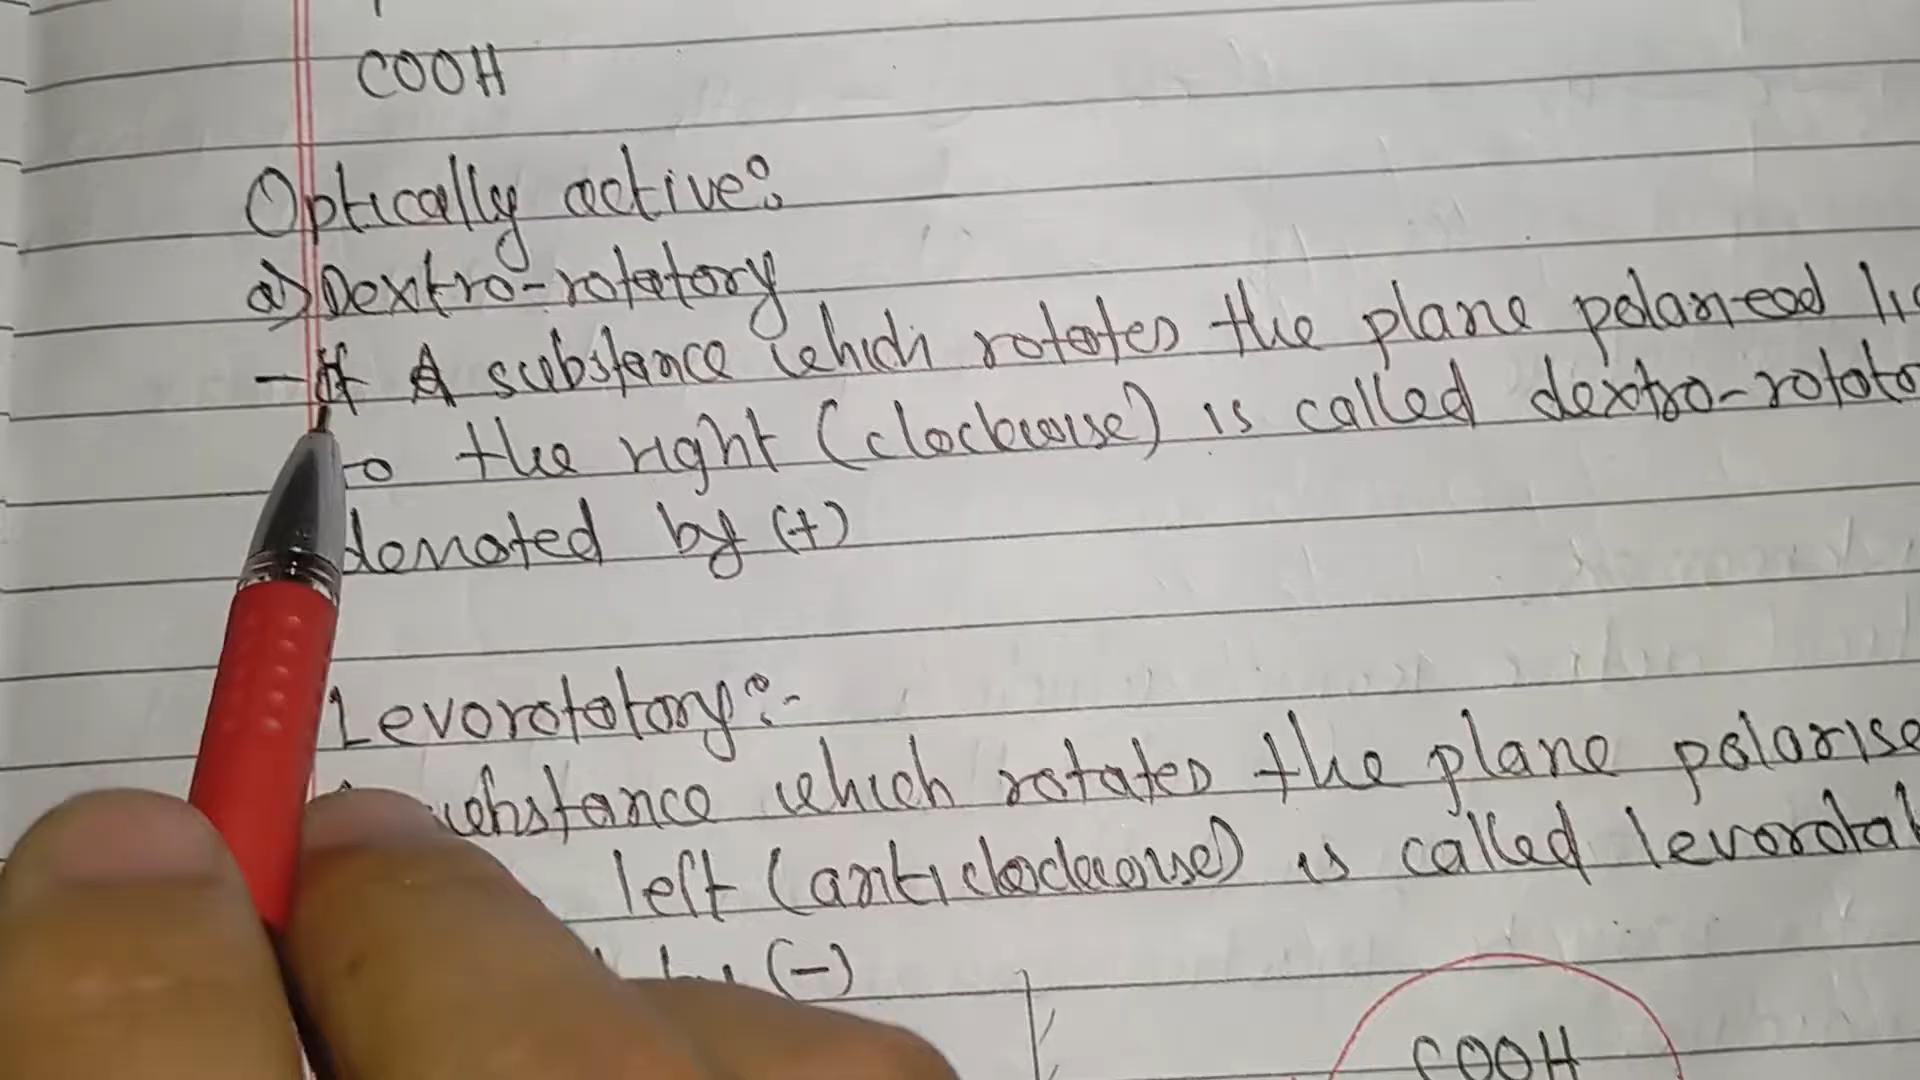 COOH
Optically active:
a) Dextro-rotatory
- A substance which rotates the plane polarised
to the right (clockwise) is called dextro-rotato
denoted by (+)
Levorotatory:-
substance which rotates the plane polarise
left (anticlockwise) is called levorotat
by (-)
COOH